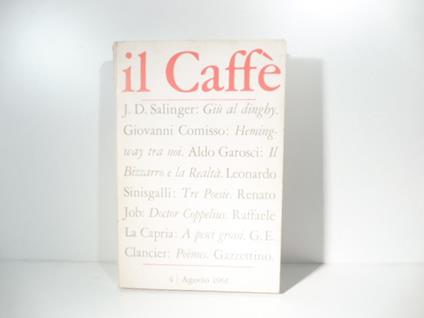 il Caffè
J. D. Salinger: Giù al dinghy.
Giovanni Comisso: Heming-
way tra noi. Aldo Garosci: Il
Bizzarro e la Realtà. Leonardo
Sinisgalli: Tre Poesie. Renato
Job: Doctor Coppelius. Raffaele
La Capria: A pesci grossi. G. E.
Clancier: Poèmes. Gazzettino.
4 | Agosto 1961